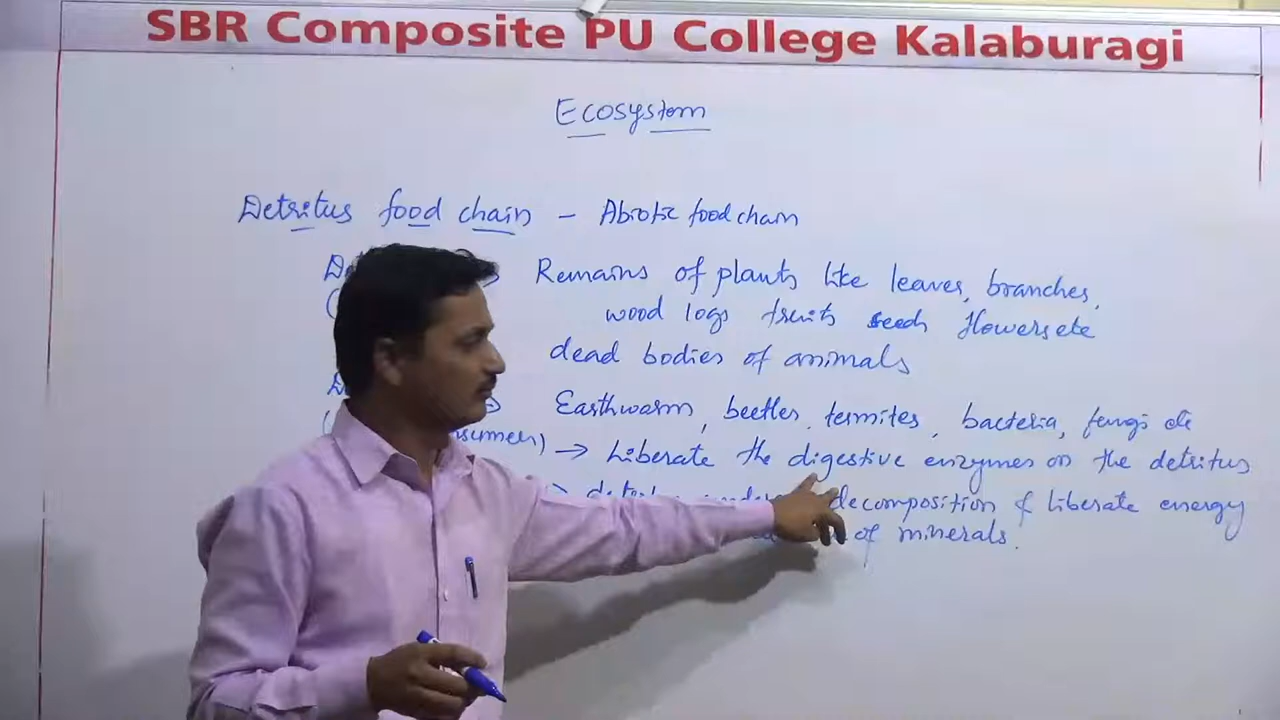 SBR Composite PU College Kalaburagi
Ecosystem
Detritus food chain - Abiotic food chain
Remains of plants like leaves, branches,
wood logs fruits seeds flowers etc
dead bodies of animals
Earthwarm, beetles, termites, bacteria, fungi etc
→ Liberate the digestive enzymes on the detritus
decomposition & liberate energy
of minerals.